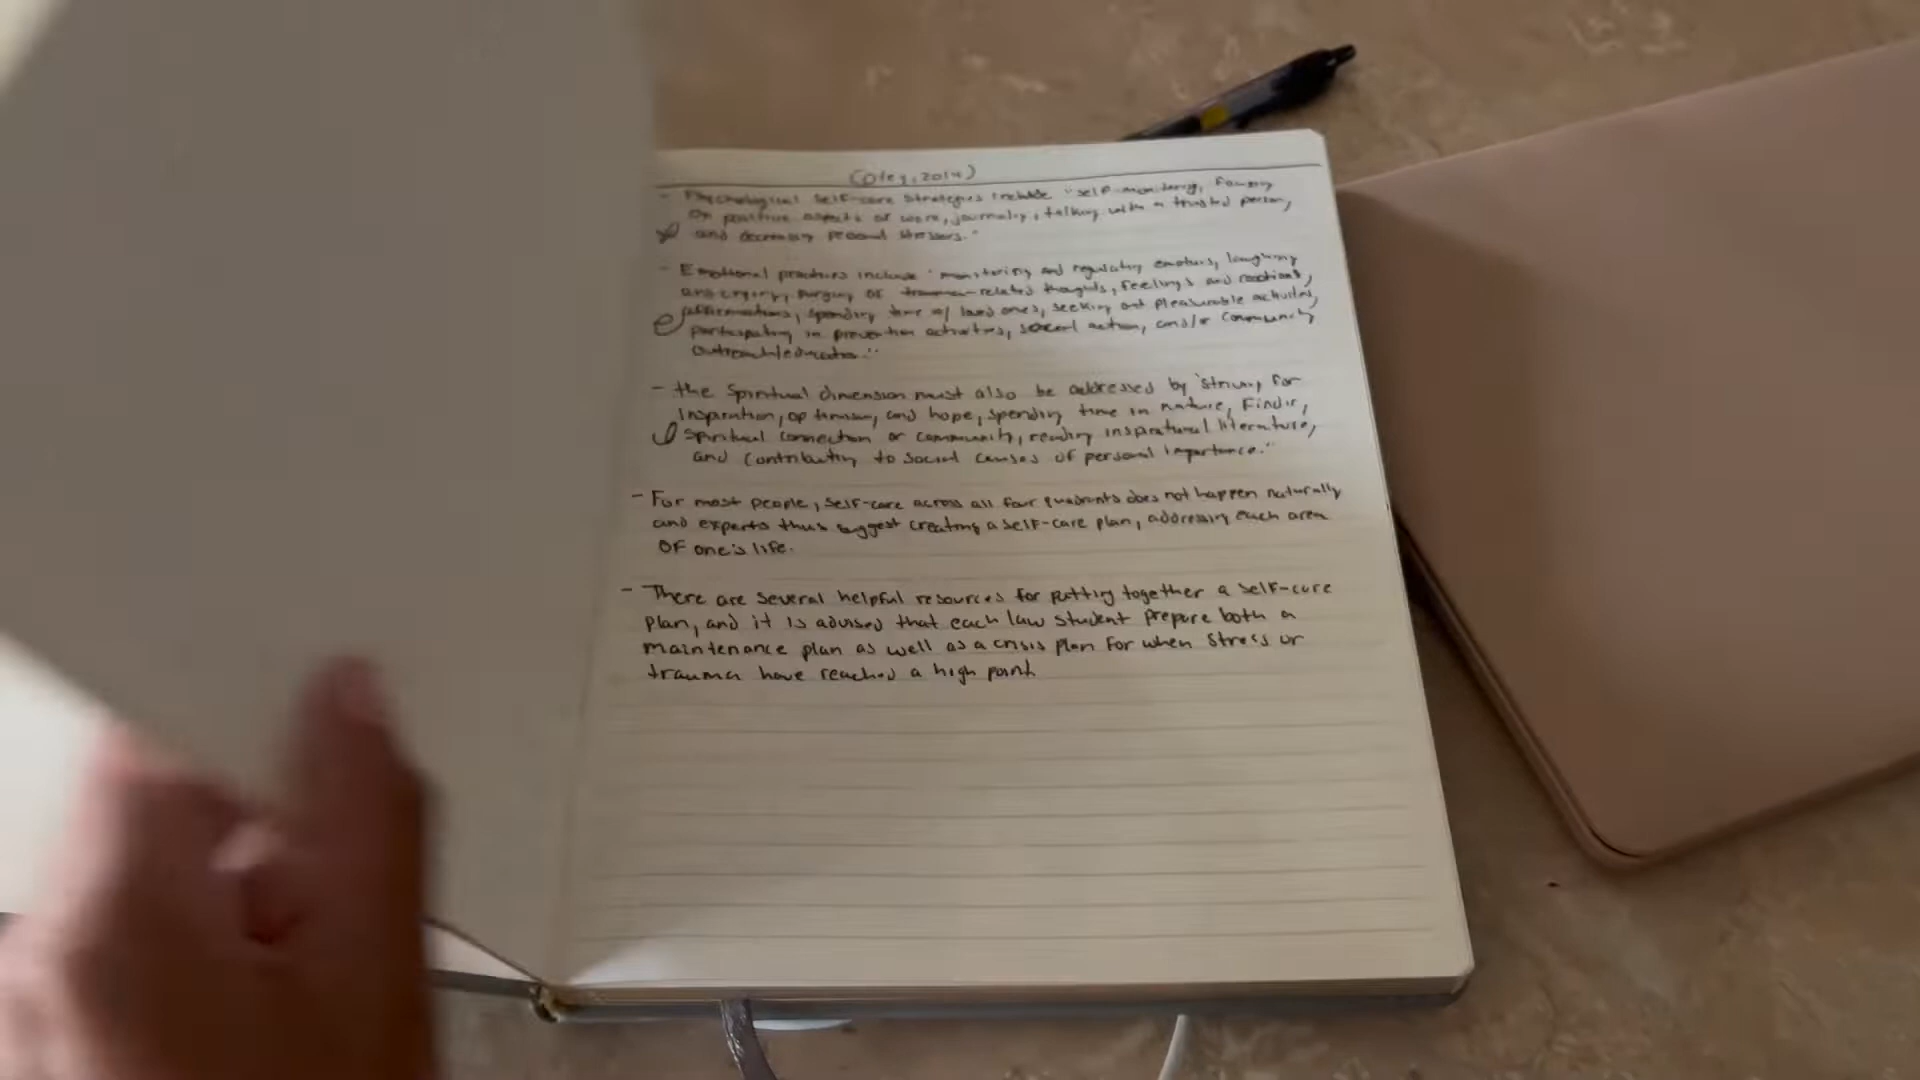 (Oley, 2014)
- Psychological self-care strategies include "self-monitoring, focusing
on positive aspects of work, journaling, talking with a trusted person,
and decreasing personal stressors."
- Emotional practices include "monitoring and regulating emotions, laughing
and crying, purging of trauma-related thoughts, feelings and reactions,
affirmations, spending time w/ loved ones, seeking out pleasurable activities,
participating in prevention activities, social action, and/or community
outreach/education."
- the Spiritual dimension must also be addressed by "striving for
inspiration, optimism, and hope, spending time in nature, finding
spiritual connection or community, reading inspirational literature,
and contributing to social causes of personal importance."
- For most people, self-care across all four quadrants does not happen naturally
and experts thus suggest creating a self-care plan, addressing each area
OF one's life.
- There are several helpful resources for putting together a self-care
plan, and it is advised that each law student prepare both a
maintenance plan as well as a crisis plan for when stress or
trauma have reached a high point